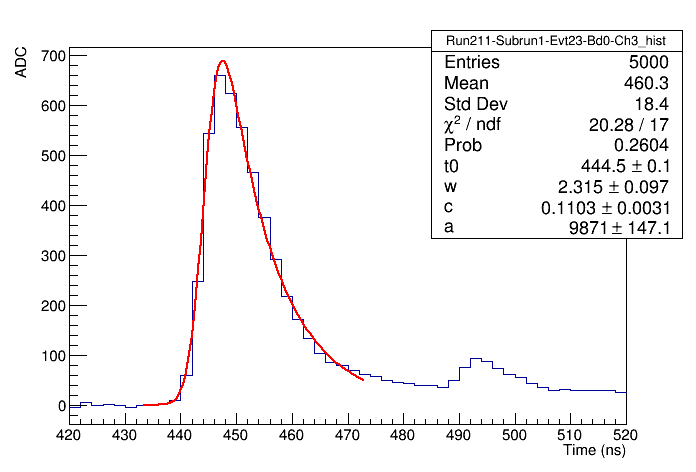 Run211-Subrun1-Evt23-Bd0-Ch3_hist
Entries 5000
Mean 460.3
Std Dev 18.4
χ² / ndf 20.28 / 17
Prob 0.2604
t0 444.5 ± 0.1
w 2.315 ± 0.097
c 0.1103 ± 0.0031
a 9871 ± 147.1
ADC
700
600
500
400
300
200
100
0
420 430 440 450 460 470 480 490 500 510 520
Time (ns)